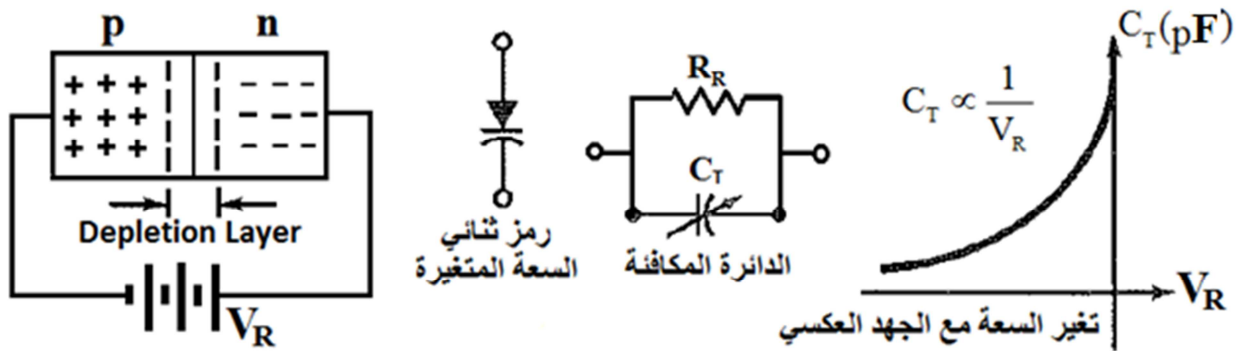 p n
+ + +
+ + +
+ + +
Depletion Layer
V_R
رمز ثنائي
السعة المتغيرة
R_R
C_T
الدائرة المكافئة
C_T(pF)
C_T ∝ 1/V_R
V_R
تغير السعة مع الجهد العكسي